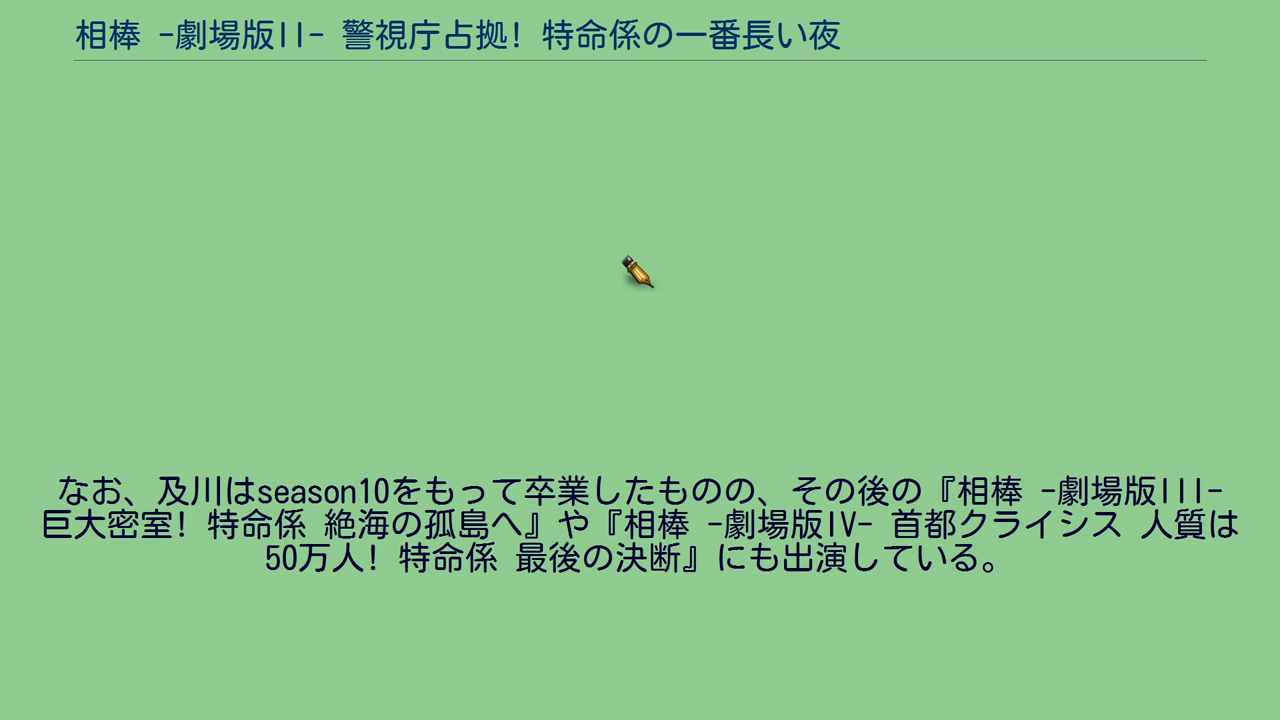 相棒 -劇場版II- 警視庁占拠! 特命係の一番長い夜
なお、及川はseason10をもって卒業したものの、その後の『相棒 -劇場版III-
巨大密室! 特命係 絶海の孤島へ』や『相棒 -劇場版IV- 首都クライシス 人質は
50万人! 特命係 最後の決断』にも出演している。